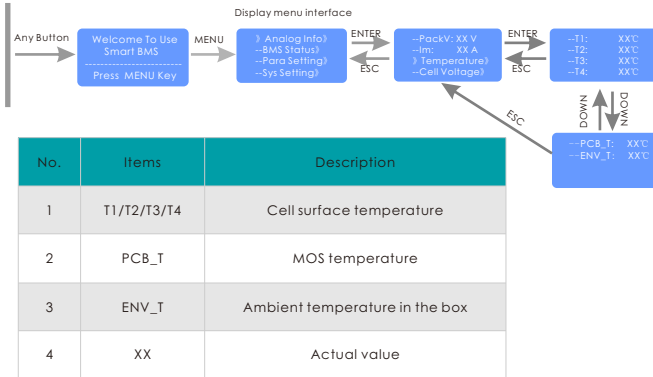 Display menu interface
Any Button
Welcome To Use
Smart BMS
Press MENU Key
MENU
》Analog Info》
--BMS Status》
--Para Setting》
--Sys Setting》
ENTER
ESC
--PackV: XX V
--Im: XX A
》Temperature》
--Cell Voltage》
ENTER
ESC
--T1: XX℃
--T2: XX℃
--T3: XX℃
--T4: XX℃
DOWN
DOWN
ESC
--PCB_T: XX℃
--ENV_T: XX℃
No. Items Description
1 T1/T2/T3/T4 Cell surface temperature
2 PCB_T MOS temperature
3 ENV_T Ambient temperature in the box
4 XX Actual value